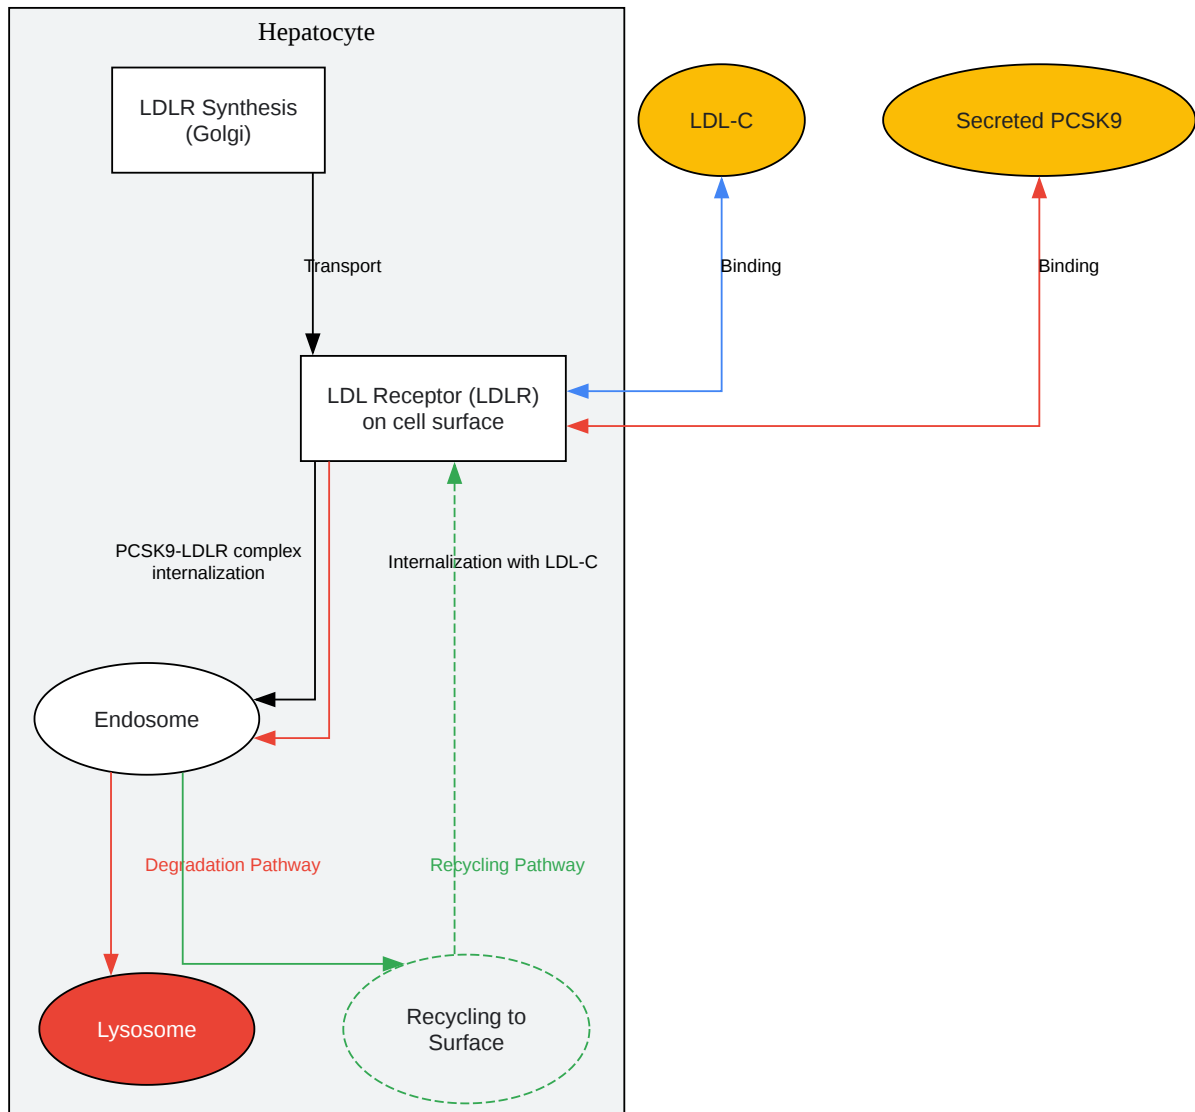 Hepatocyte
LDLR Synthesis
(Golgi)
LDL-C
Secreted PCSK9
Transport
Binding
Binding
LDL Receptor (LDLR)
on cell surface
PCSK9-LDLR complex
internalization
Internalization with LDL-C
Endosome
Degradation Pathway
Recycling Pathway
Lysosome
Recycling to
Surface